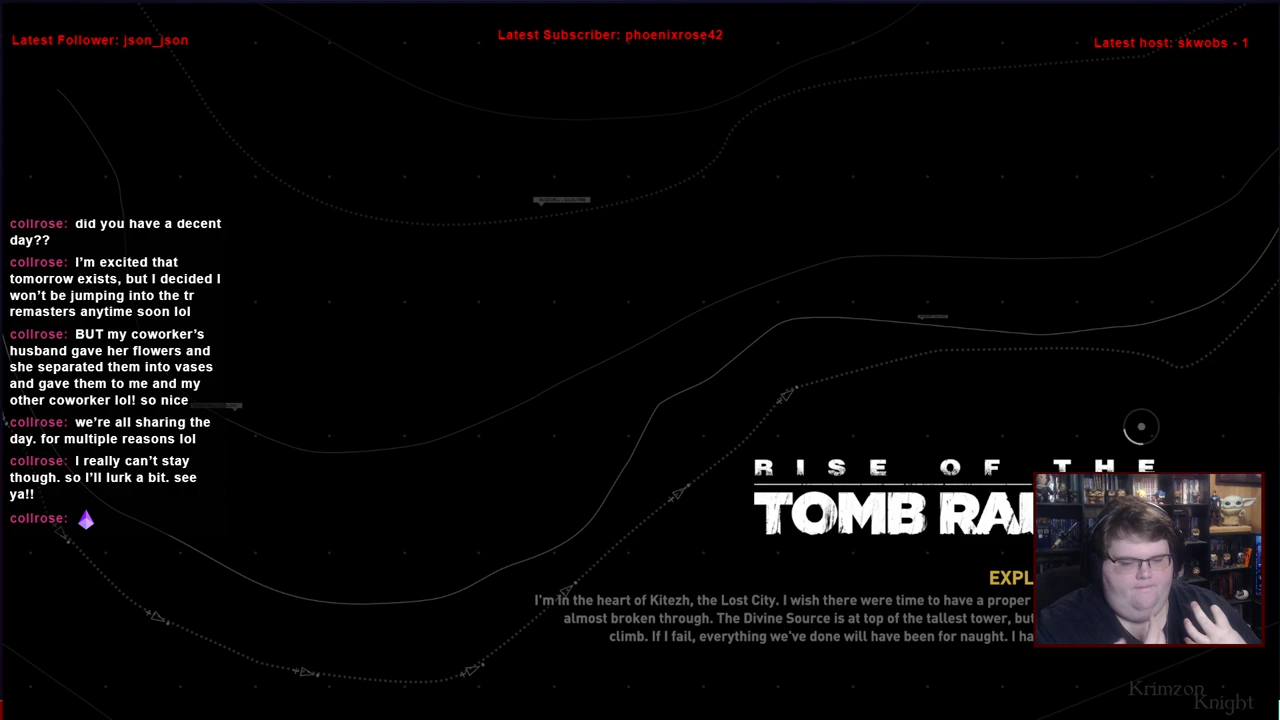 Latest Follower: json_json
Latest Subscriber: phoenixrose42
Latest host: skwobs - 1
collrose: did you have a decent
day??
collrose: I'm excited that
tomorrow exists, but I decided I
won't be jumping into the tr
remasters anytime soon lol
collrose: BUT my coworker's
husband gave her flowers and
she separated them into vases
and gave them to me and my
other coworker lol! so nice
collrose: we're all sharing the
day. for multiple reasons lol
collrose: I really can't stay
though. so I'll lurk a bit. see
ya!!
collrose:
RISE OF THE
TOMB RAI
EXPL
I'm in the heart of Kitezh, the Lost City. I wish there were time to have a proper
almost broken through. The Divine Source is at top of the tallest tower, but
climb. If I fail, everything we've done will have been for naught. I ha
Krimzon
Knight